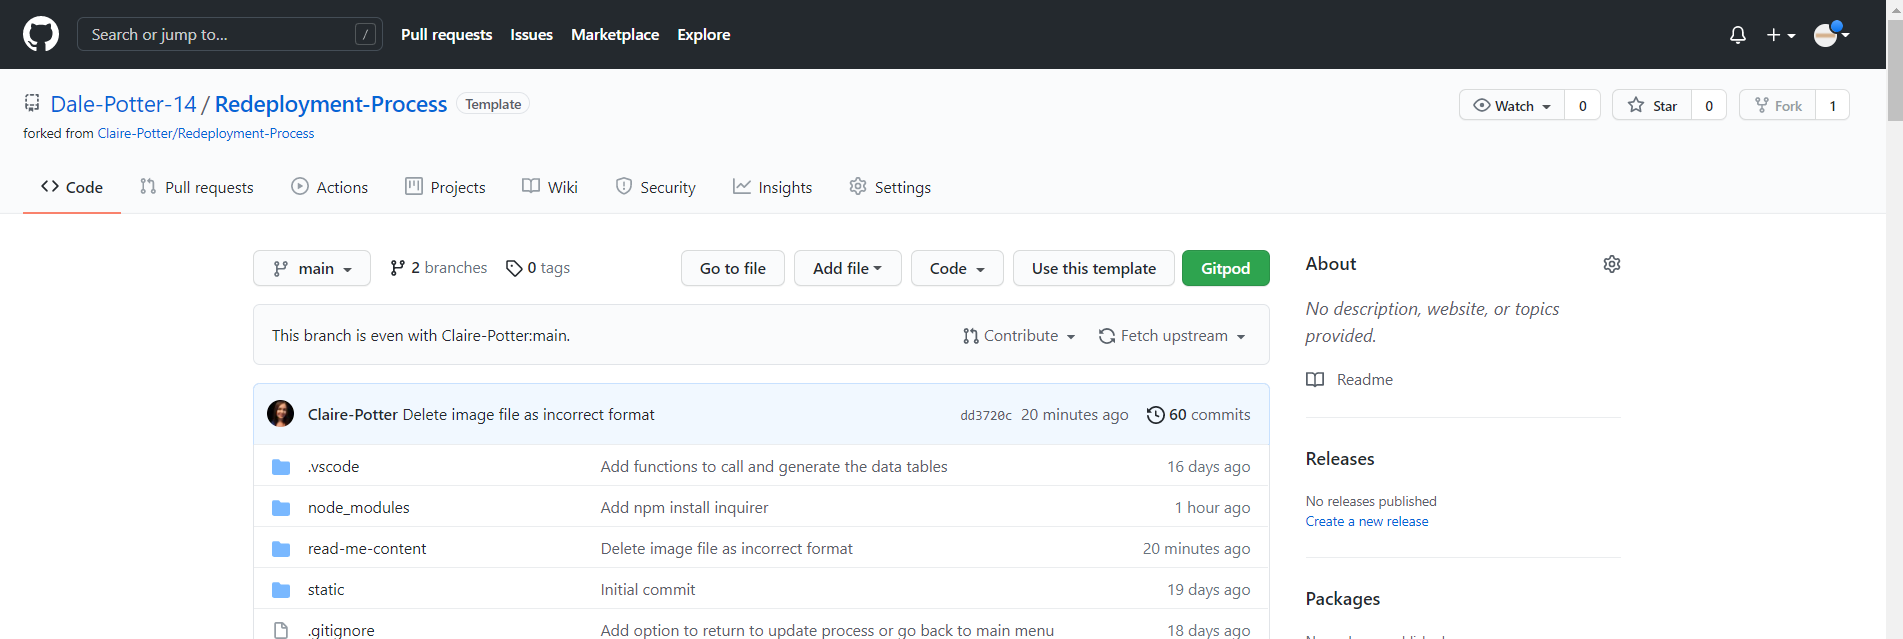 Search or jump to... /
Pull requests Issues Marketplace Explore
Dale-Potter-14 / Redeployment-Process Template
Watch 0 Star 0 Fork 1
forked from Claire-Potter/Redeployment-Process
Code Pull requests Actions Projects Wiki Security Insights Settings
main 2 branches 0 tags Go to file Add file Code Use this template Gitpod
This branch is even with Claire-Potter:main. Contribute Fetch upstream
Claire-Potter Delete image file as incorrect format dd3720c 20 minutes ago 60 commits
.vscode Add functions to call and generate the data tables 16 days ago
node_modules Add npm install inquirer 1 hour ago
read-me-content Delete image file as incorrect format 20 minutes ago
static Initial commit 19 days ago
.gitignore Add option to return to update process or go back to main menu 18 days ago
About
No description, website, or topics
provided.
Readme
Releases
No releases published
Create a new release
Packages